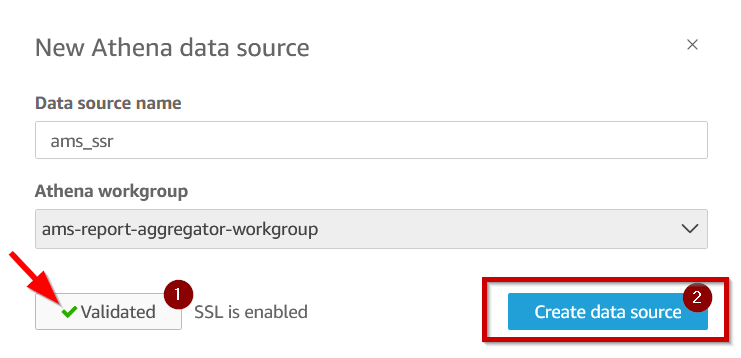 New Athena data source
Data source name
ams_ssr
Athena workgroup
ams-report-aggregator-workgroup
Validated 1 SSL is enabled Create data source 2